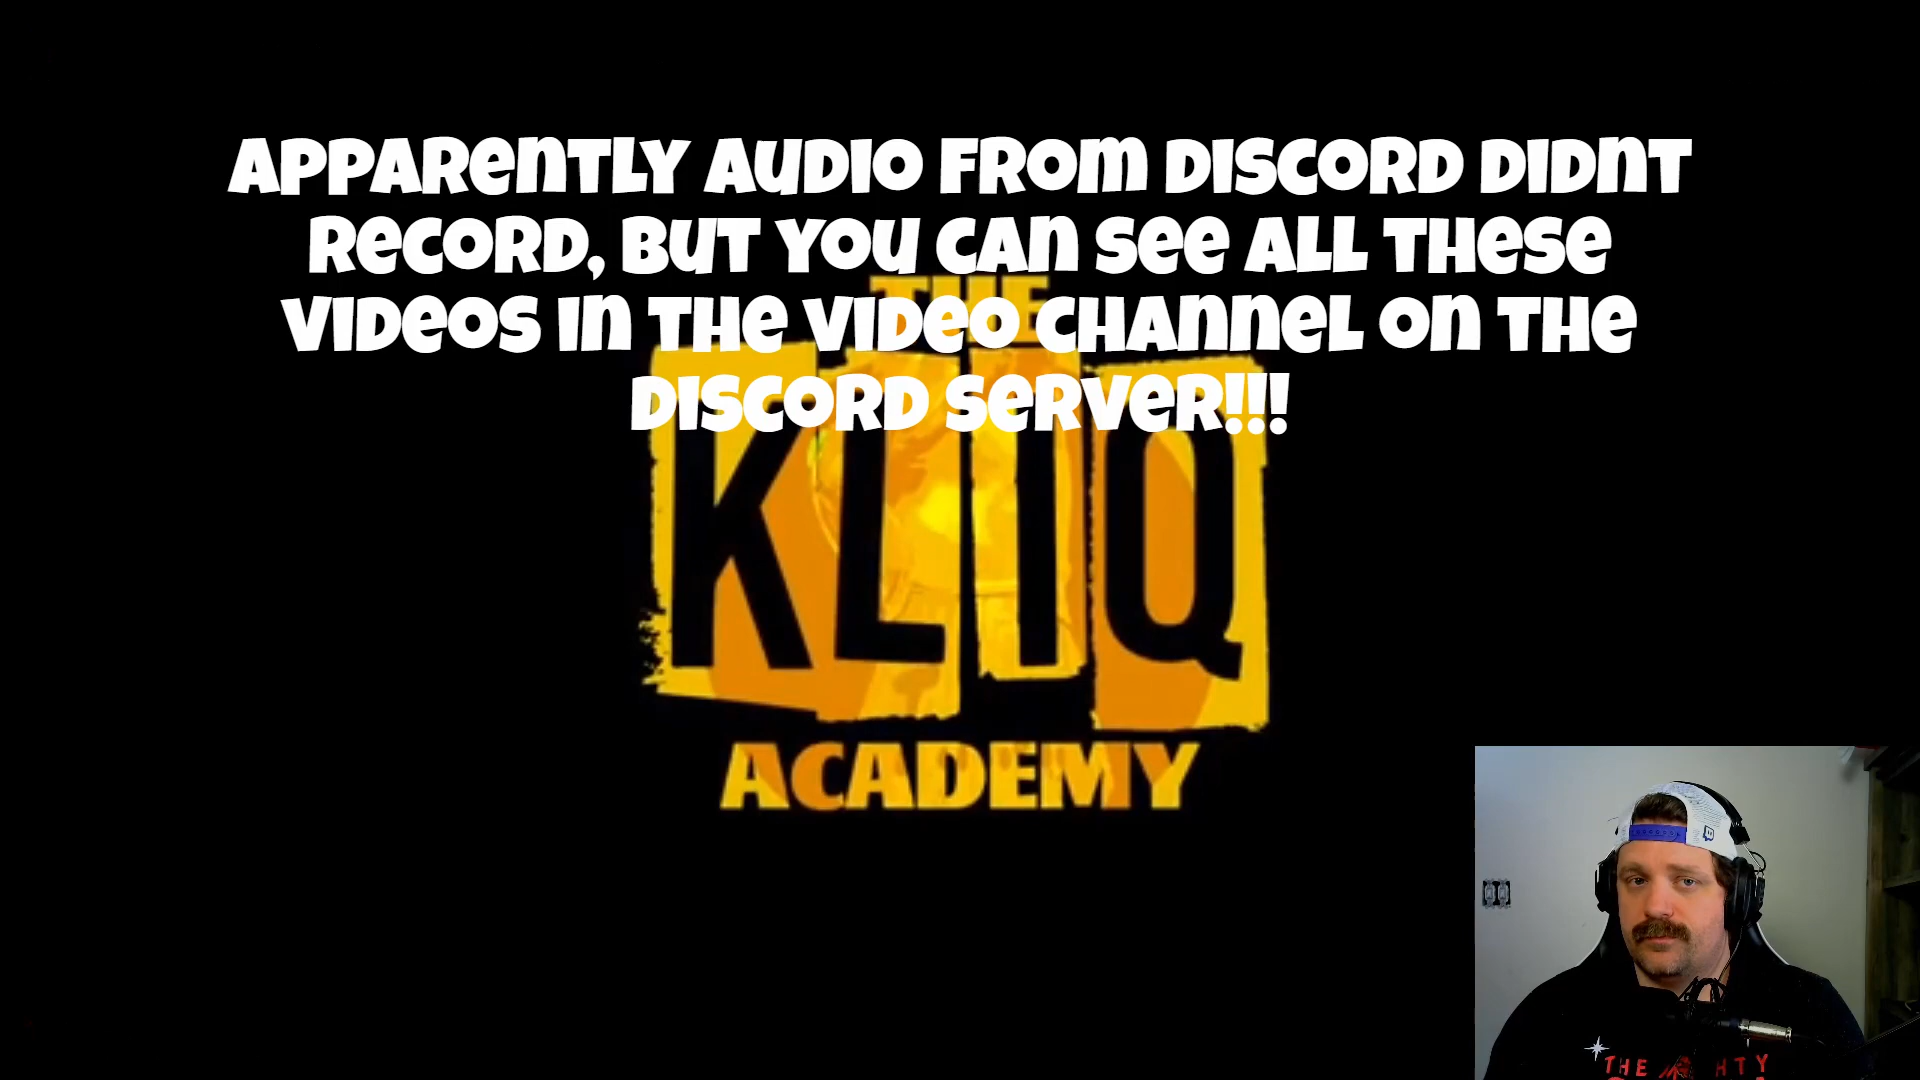 APPARENTLY AUDIO FROM DISCORD DIDNT
RECORD, BUT YOU CAN SEE ALL THESE
VIDEOS IN THE VIDEO CHANNEL ON THE
DISCORD SERVER!!!
THE
KLIQ
ACADEMY
THE